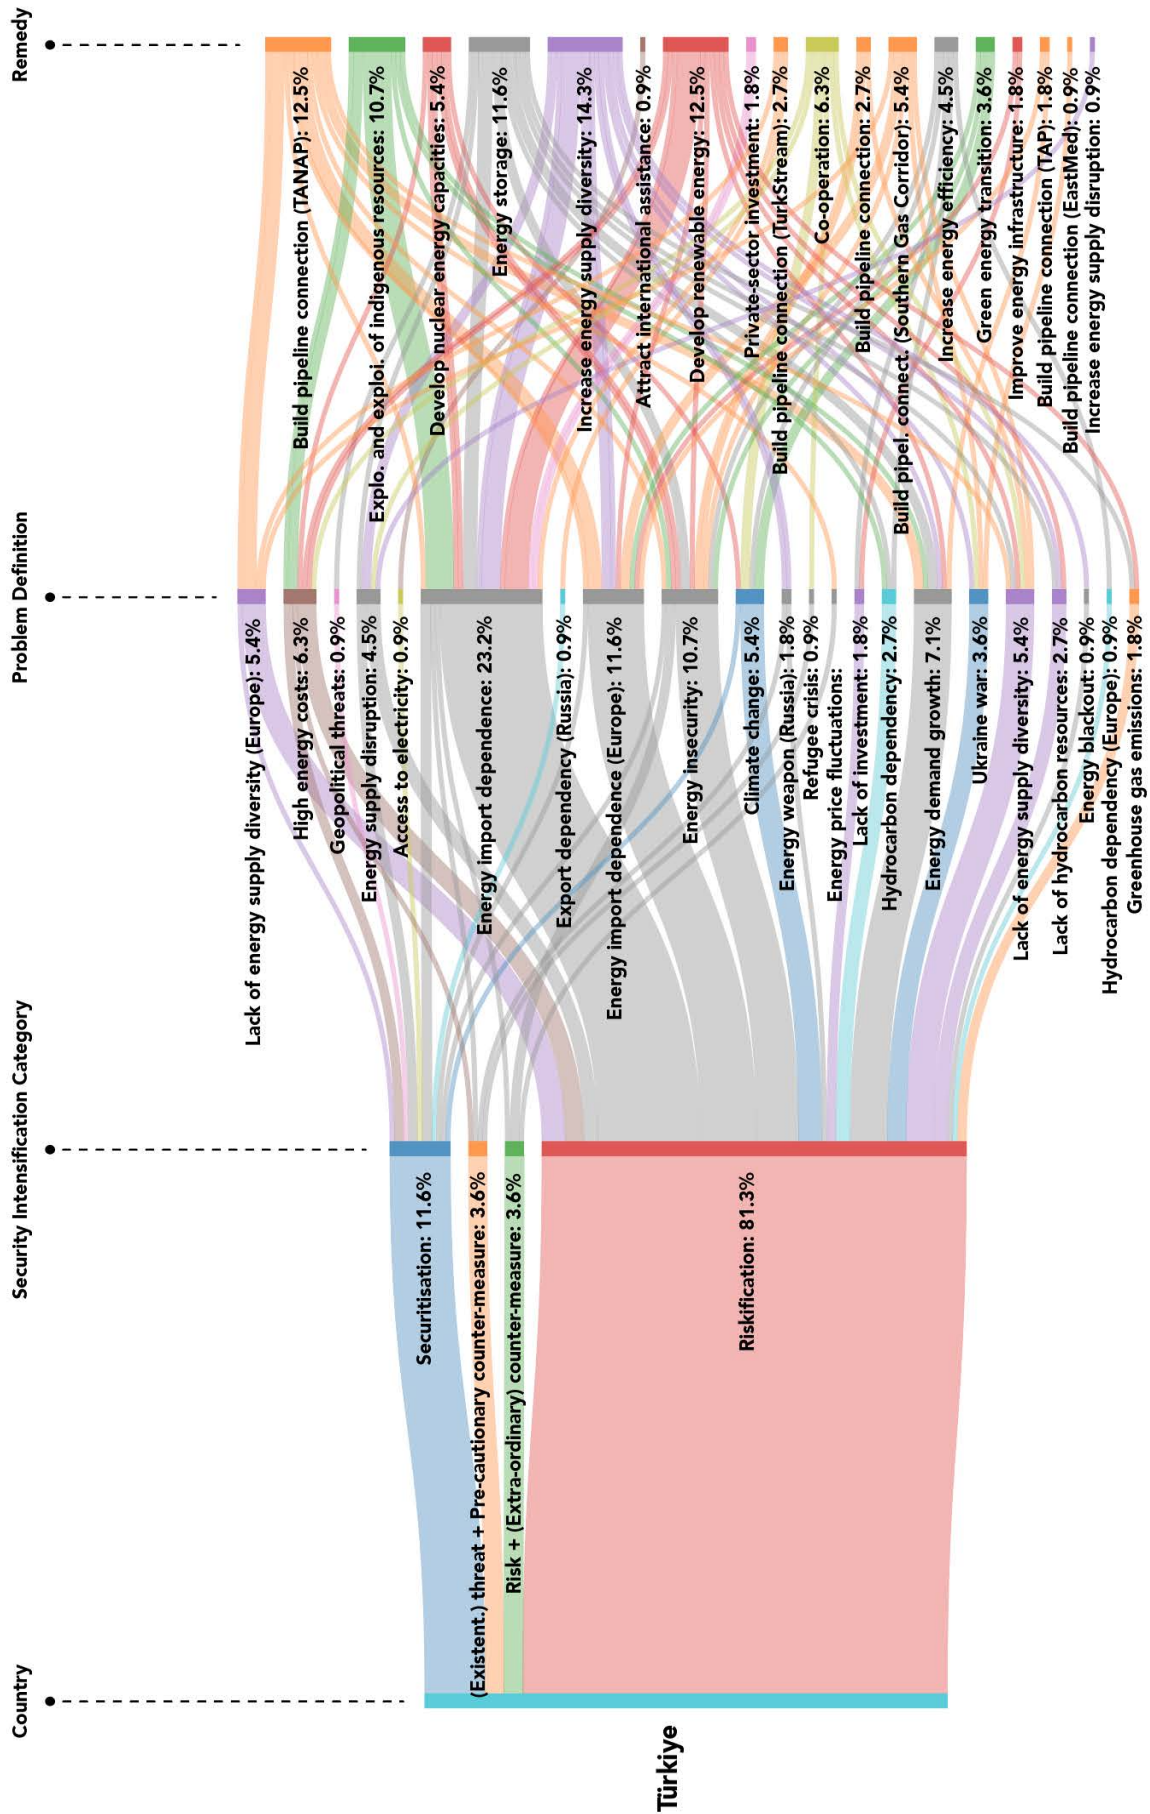 Country
Security Intensification Category
Problem Definition
Remedy
Türkiye
Securitisation: 11.6%
(Existent.) threat + Pre-cautionary counter-measure: 3.6%
Risk + (Extra-ordinary) counter-measure: 3.6%
Riskification: 81.3%
Lack of energy supply diversity (Europe): 5.4%
High energy costs: 6.3%
Geopolitical threats: 0.9%
Energy supply disruption: 4.5%
Access to electricity: 0.9%
Energy import dependence: 23.2%
Export dependency (Russia): 0.9%
Energy import dependence (Europe): 11.6%
Energy insecurity: 10.7%
Climate change: 5.4%
Energy weapon (Russia): 1.8%
Refugee crisis: 0.9%
Energy price fluctuations:
Lack of investment: 1.8%
Hydrocarbon dependency: 2.7%
Energy demand growth: 7.1%
Ukraine war: 3.6%
Lack of energy supply diversity: 5.4%
Lack of hydrocarbon resources: 2.7%
Energy blackout: 0.9%
Hydrocarbon dependency (Europe): 0.9%
Greenhouse gas emissions: 1.8%
Build pipeline connection (TANAP): 12.5%
Explo. and exploi. of indigenous resources: 10.7%
Develop nuclear energy capacities: 5.4%
Energy storage: 11.6%
Increase energy supply diversity: 14.3%
Attract international assistance: 0.9%
Develop renewable energy: 12.5%
Private-sector investment: 1.8%
Build pipeline connection (TurkStream): 2.7%
Co-operation: 6.3%
Build pipeline connection: 2.7%
Build pipel. connect. (Southern Gas Corridor): 5.4%
Increase energy efficiency: 4.5%
Green energy transition: 3.6%
Improve energy infrastructure: 1.8%
Build pipeline connection (TAP): 1.8%
Build pipeline connection (EastMed): 0.9%
Increase energy supply disruption: 0.9%